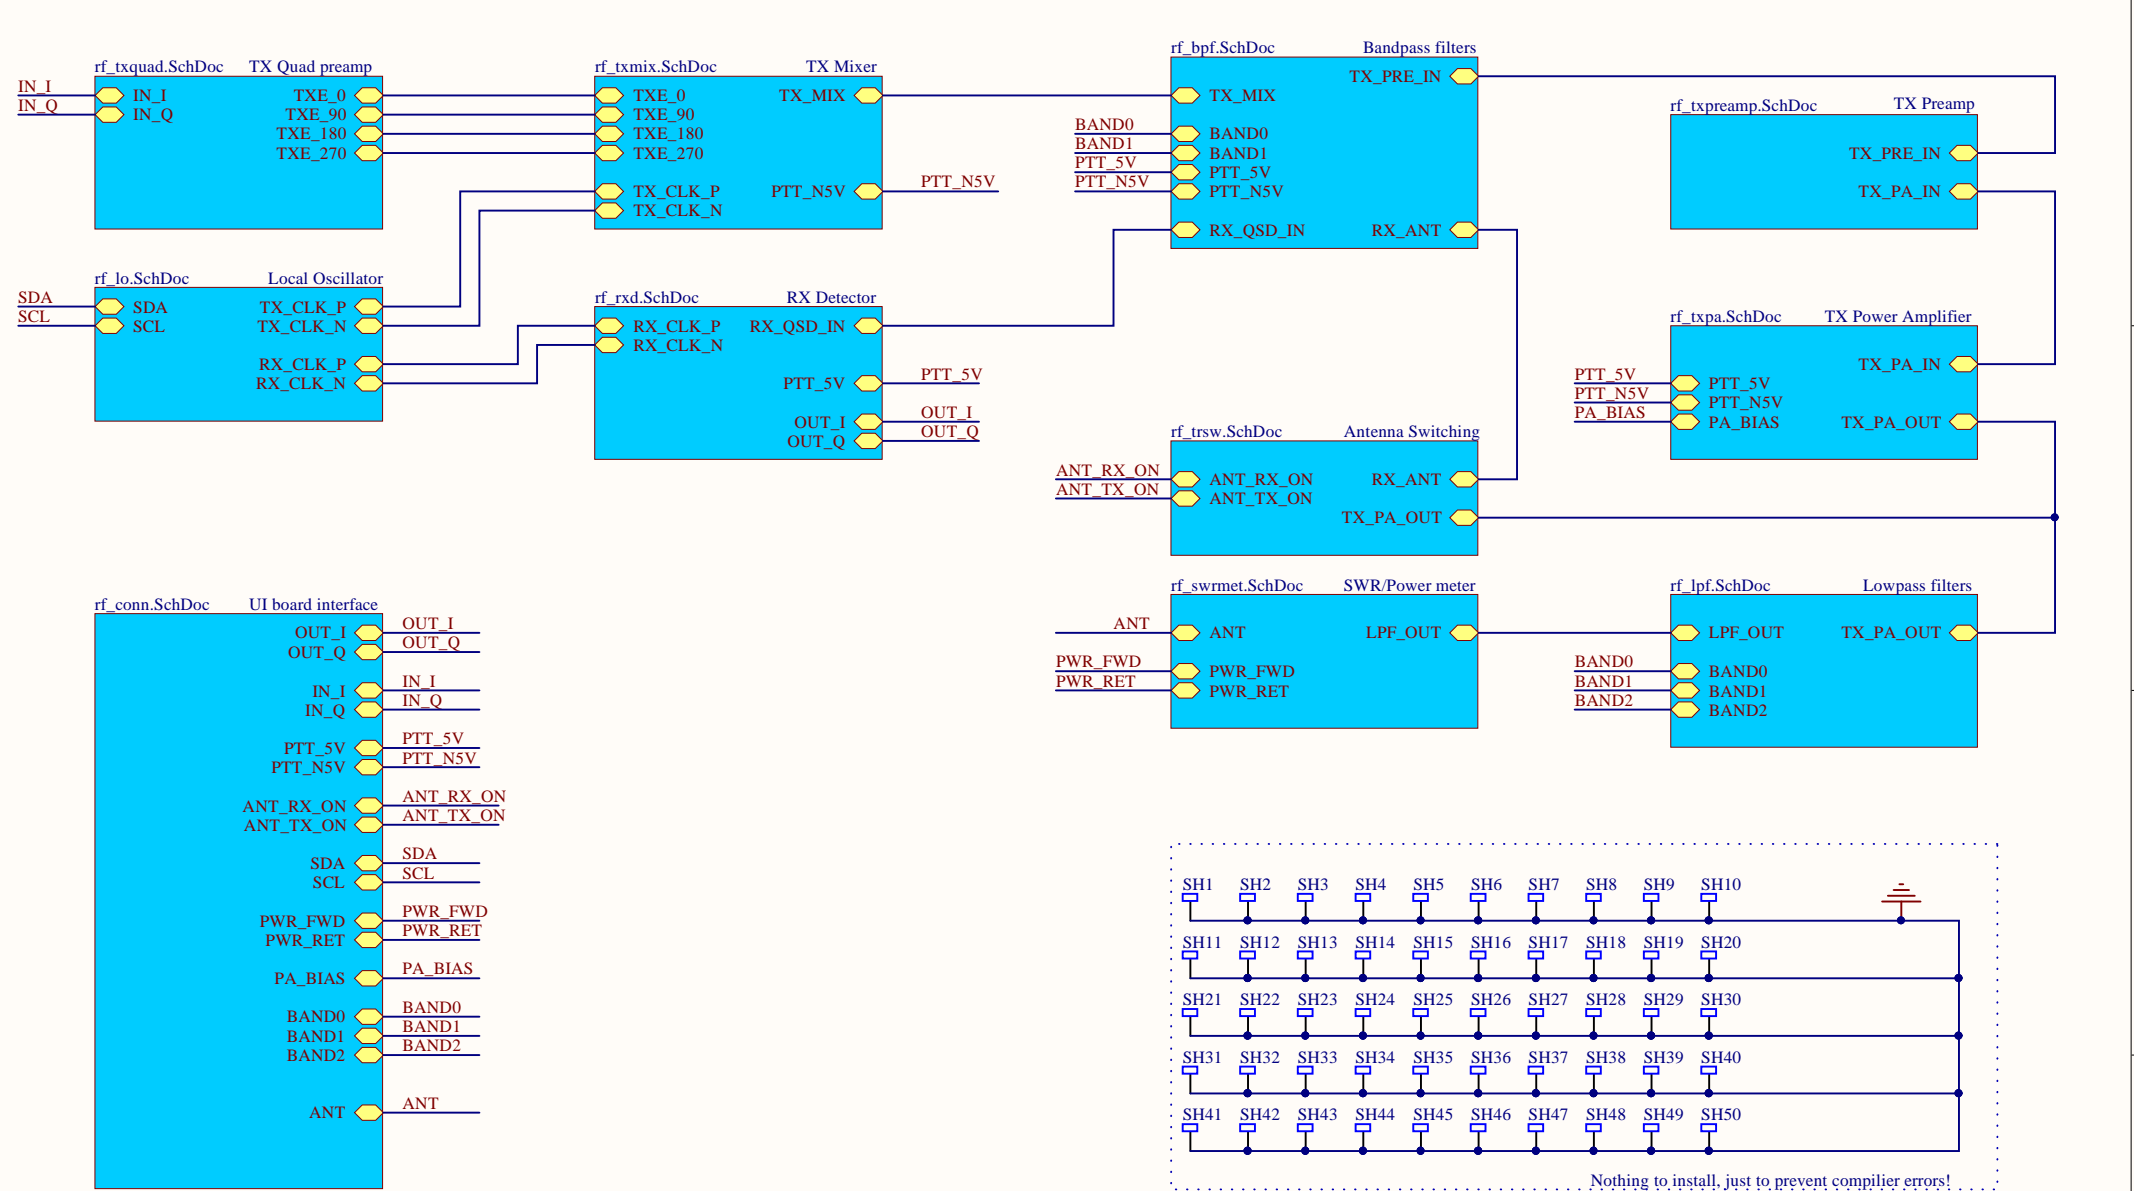 rf_txquad.SchDoc TX Quad preamp
IN_I
IN_Q
IN_I TXE_0
IN_Q TXE_90
TXE_180
TXE_270
rf_txmix.SchDoc TX Mixer
TXE_0 TX_MIX
TXE_90
TXE_180
TXE_270
TX_CLK_P PTT_N5V PTT_N5V
TX_CLK_N
rf_bpf.SchDoc Bandpass filters
TX_PRE_IN
TX_MIX
BAND0 BAND0
BAND1 BAND1
PTT_5V PTT_5V
PTT_N5V PTT_N5V
RX_QSD_IN RX_ANT
rf_txpreamp.SchDoc TX Preamp
TX_PRE_IN
TX_PA_IN
rf_lo.SchDoc Local Oscillator
SDA SDA TX_CLK_P
SCL SCL TX_CLK_N
RX_CLK_P
RX_CLK_N
rf_rxd.SchDoc RX Detector
RX_CLK_P RX_QSD_IN
RX_CLK_N
PTT_5V PTT_5V
OUT_I OUT_I
OUT_Q OUT_Q
rf_txpa.SchDoc TX Power Amplifier
TX_PA_IN
PTT_5V PTT_5V
PTT_N5V PTT_N5V
PA_BIAS PA_BIAS TX_PA_OUT
rf_trsw.SchDoc Antenna Switching
ANT_RX_ON ANT_RX_ON RX_ANT
ANT_TX_ON ANT_TX_ON
TX_PA_OUT
rf_swrmet.SchDoc SWR/Power meter
ANT ANT LPF_OUT
PWR_FWD PWR_FWD
PWR_RET PWR_RET
rf_lpf.SchDoc Lowpass filters
LPF_OUT TX_PA_OUT
BAND0 BAND0
BAND1 BAND1
BAND2 BAND2
rf_conn.SchDoc UI board interface
OUT_I OUT_I
OUT_Q OUT_Q
IN_I IN_I
IN_Q IN_Q
PTT_5V PTT_5V
PTT_N5V PTT_N5V
ANT_RX_ON ANT_RX_ON
ANT_TX_ON ANT_TX_ON
SDA SDA
SCL SCL
PWR_FWD PWR_FWD
PWR_RET PWR_RET
PA_BIAS PA_BIAS
BAND0 BAND0
BAND1 BAND1
BAND2 BAND2
ANT ANT
SH1 SH2 SH3 SH4 SH5 SH6 SH7 SH8 SH9 SH10
SH11 SH12 SH13 SH14 SH15 SH16 SH17 SH18 SH19 SH20
SH21 SH22 SH23 SH24 SH25 SH26 SH27 SH28 SH29 SH30
SH31 SH32 SH33 SH34 SH35 SH36 SH37 SH38 SH39 SH40
SH41 SH42 SH43 SH44 SH45 SH46 SH47 SH48 SH49 SH50
Nothing to install, just to prevent compilier errors!